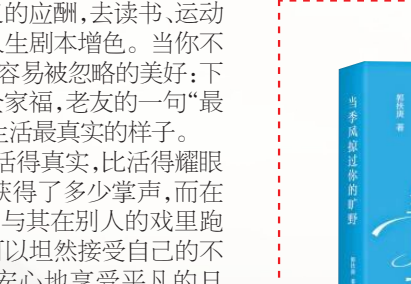 的应酬,去读书、运动
人生剧本增色。当你不
容易被忽略的美好:下
全家福,老友的一句“最
生活最真实的样子。
活得真实,比活得耀眼
获得了多少掌声,而在
与其在别人的戏里跑
可以坦然接受自己的不
安心地享受平凡的日
当季风掠过你的旷野
著